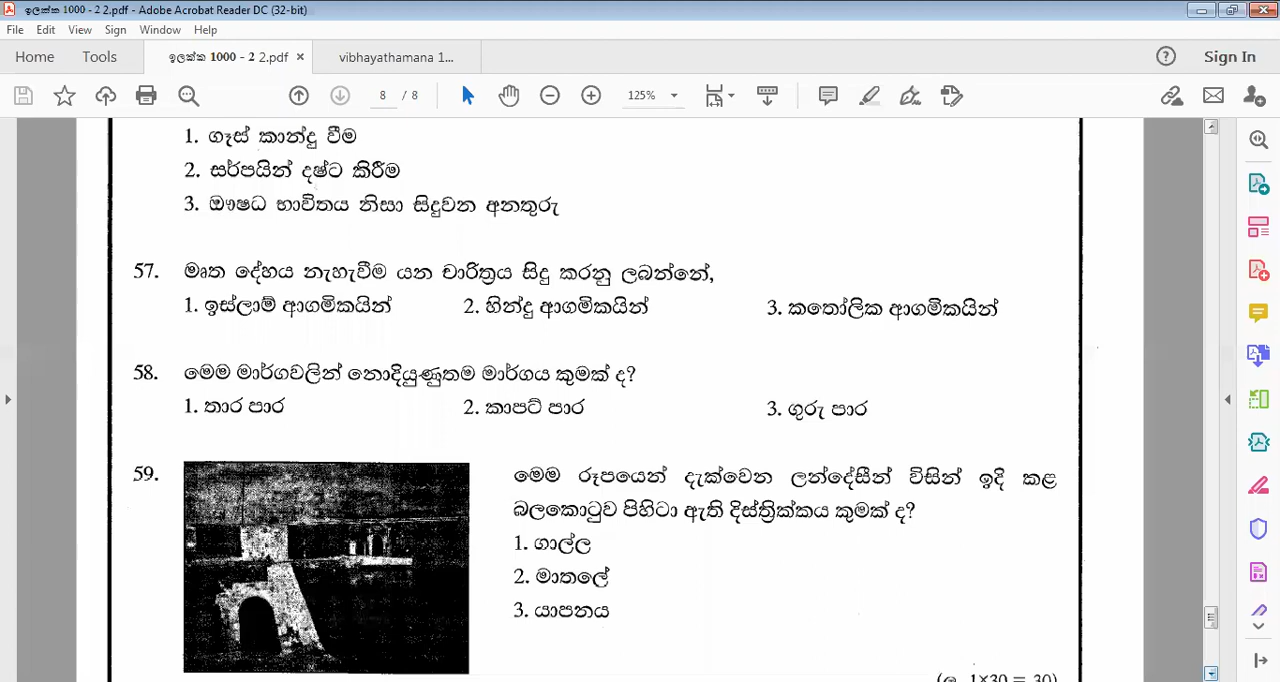 ඉලක්ක 1000 - 2 2.pdf - Adobe Acrobat Reader DC (32-bit)
File Edit View Sign Window Help
Home Tools ඉලක්ක 1000 - 2 2.pdf × vibhayathamana 1... Sign In
8 / 8 125%
1. ගෑස් කාන්දු වීම
2. සර්පයින් දෂ්ට කිරීම
3. ඖෂධ භාවිතය නිසා සිදුවන අනතුරු
57. මෘත දේහය නැහැවීම යන චාරිත්‍රය සිදු කරනු ලබන්නේ,
1. ඉස්ලාම් ආගමිකයින් 2. හින්දු ආගමිකයින් 3. කතෝලික ආගමිකයින්
58. මෙම මාර්ගවලින් නොදියුණුතම මාර්ගය කුමක් ද?
1. තාර පාර 2. කාපට් පාර 3. ගුරු පාර
59. මෙම රූපයෙන් දැක්වෙන ලන්දේසීන් විසින් ඉදි කළ
බලකොටුව පිහිටා ඇති දිස්ත්‍රික්කය කුමක් ද?
1. ගාල්ල
2. මාතලේ
3. යාපනය
(ල. 1×30 = 30)